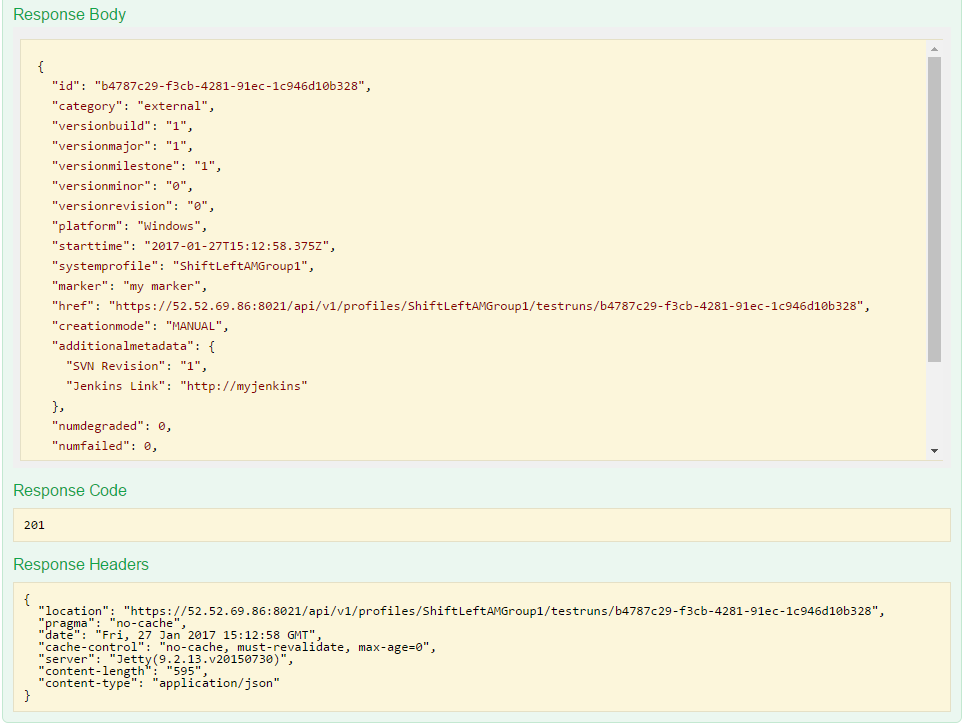 Response Body
{
  "id": "b4787c29-f3cb-4281-91ec-1c946d10b328",
  "category": "external",
  "versionbuild": "1",
  "versionmajor": "1",
  "versionmilestone": "1",
  "versionminor": "0",
  "versionrevision": "0",
  "platform": "Windows",
  "starttime": "2017-01-27T15:12:58.375Z",
  "systemprofile": "ShiftLeftAMGroup1",
  "marker": "my marker",
  "href": "https://52.52.69.86:8021/api/v1/profiles/ShiftLeftAMGroup1/testruns/b4787c29-f3cb-4281-91ec-1c946d10b328",
  "creationmode": "MANUAL",
  "additionalmetadata": {
    "SVN Revision": "1",
    "Jenkins Link": "http://myjenkins"
  },
  "numdegraded": 0,
  "numfailed": 0,
Response Code
201
Response Headers
{
  "location": "https://52.52.69.86:8021/api/v1/profiles/ShiftLeftAMGroup1/testruns/b4787c29-f3cb-4281-91ec-1c946d10b328",
  "pragma": "no-cache",
  "date": "Fri, 27 Jan 2017 15:12:58 GMT",
  "cache-control": "no-cache, must-revalidate, max-age=0",
  "server": "Jetty(9.2.13.v20150730)",
  "content-length": "595",
  "content-type": "application/json"
}